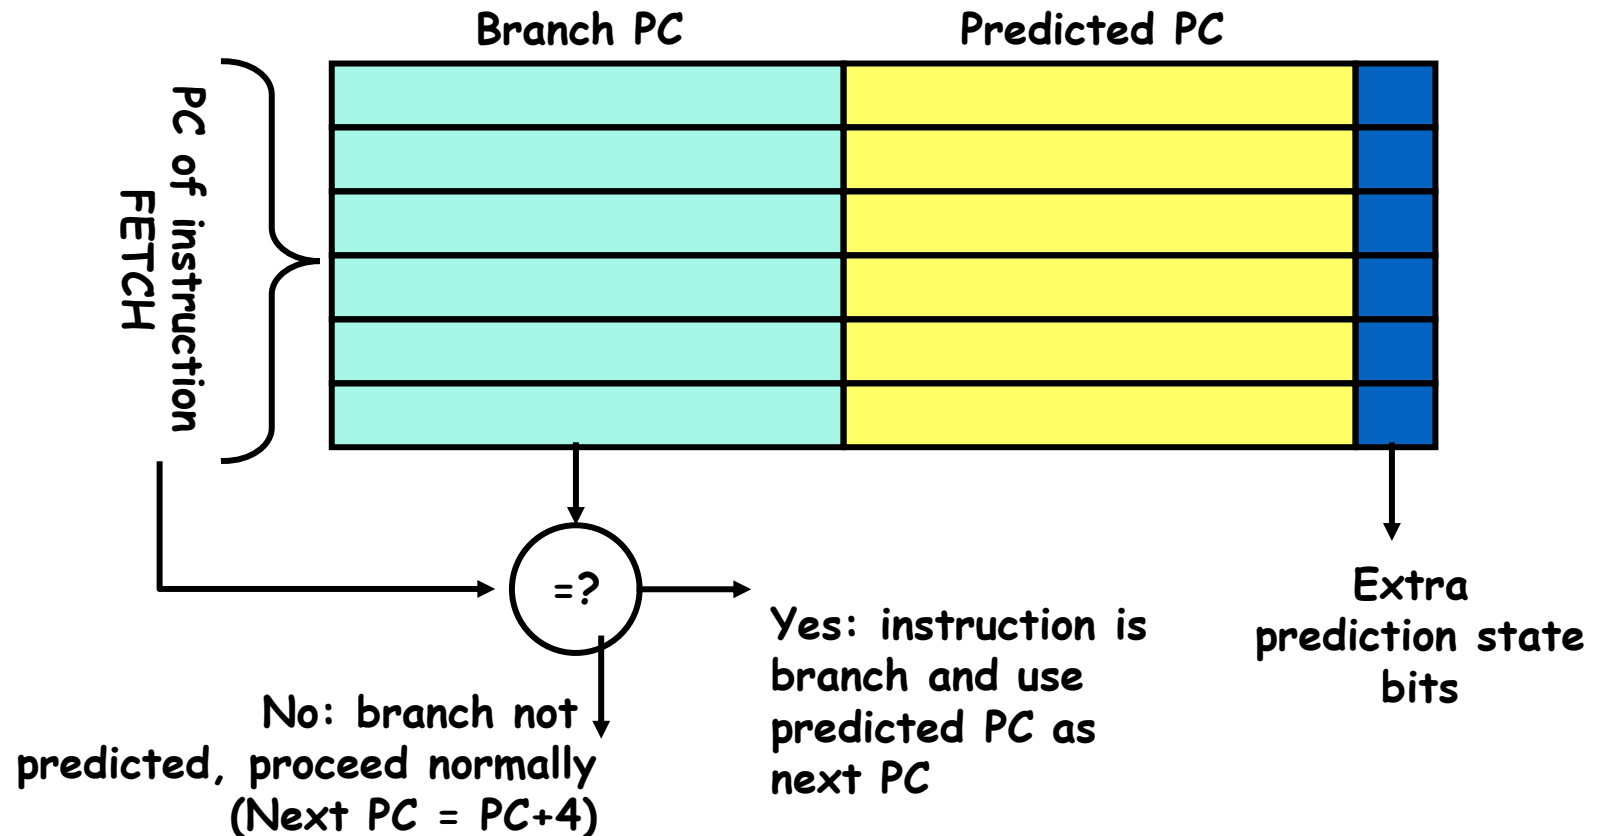 Branch PC
Predicted PC
PC of instruction
FETCH
=?
Yes: instruction is
branch and use
predicted PC as
next PC
Extra
prediction state
bits
No: branch not
predicted, proceed normally
(Next PC = PC+4)